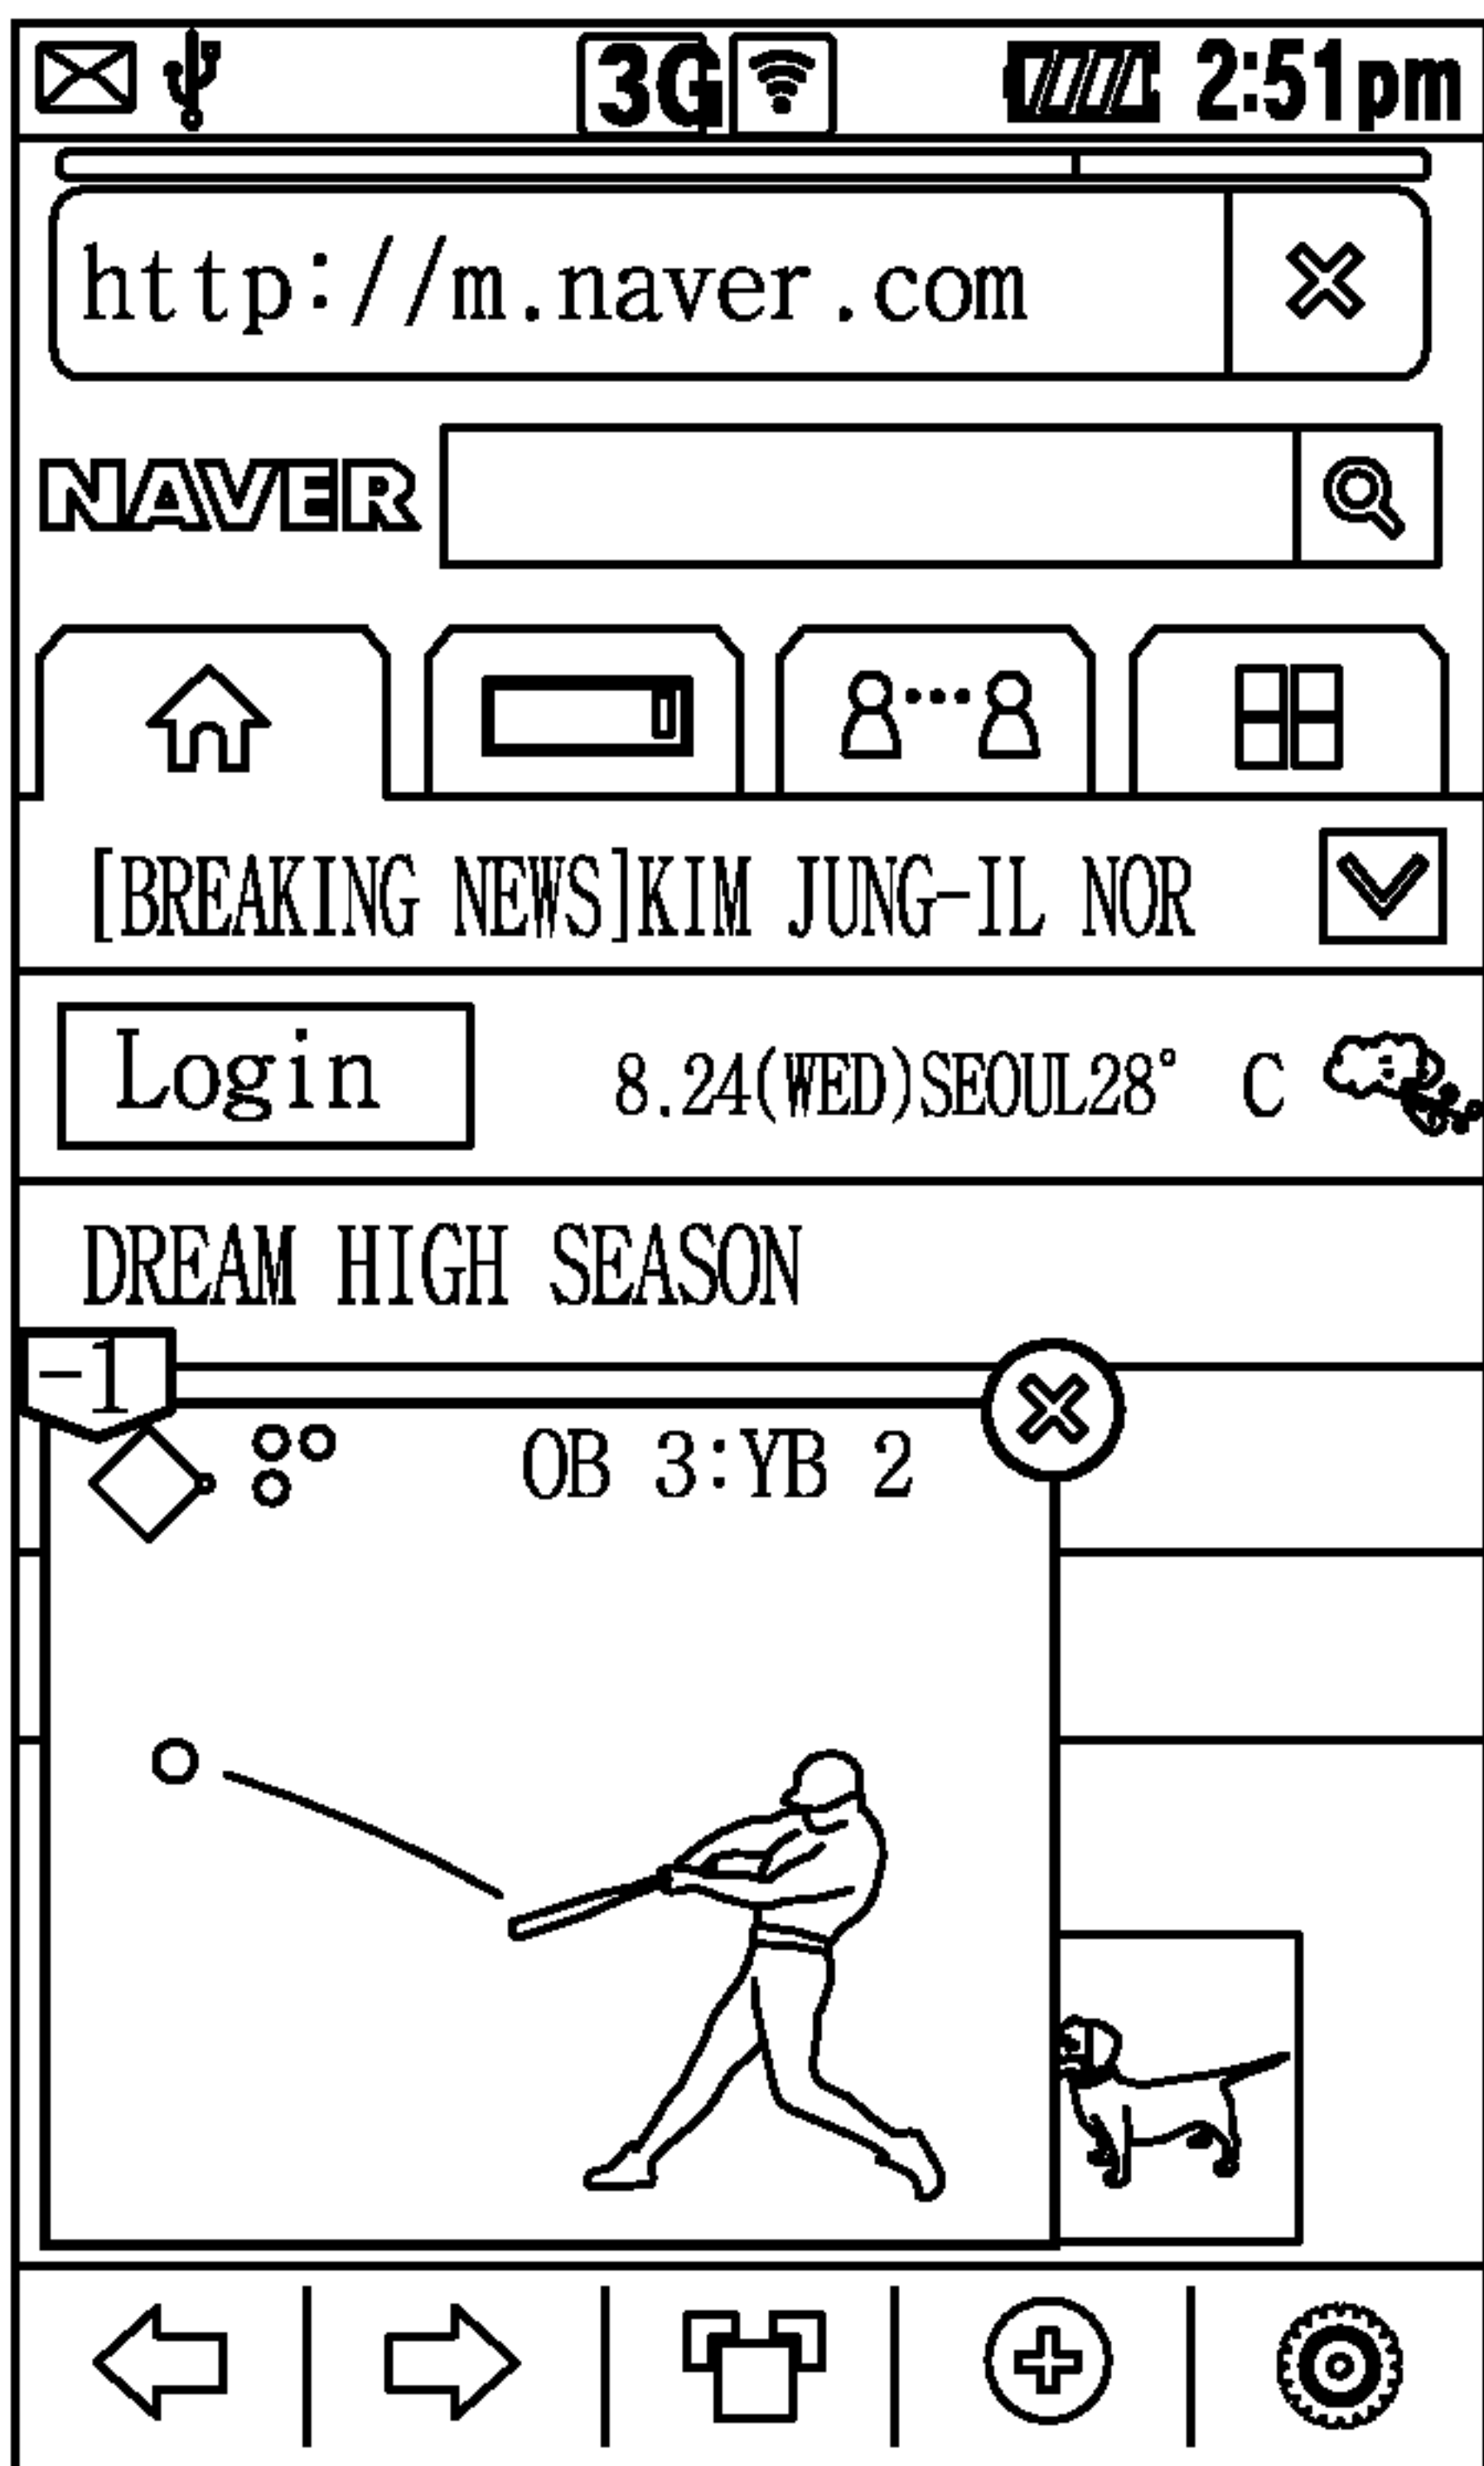 3G 2:51pm
http://m.naver.com
NAVER
[BREAKING NEWS]KIM JUNG-IL NOR
Login 8.24(WED)SEOUL28° C
DREAM HIGH SEASON
-1
OB 3:YB 2